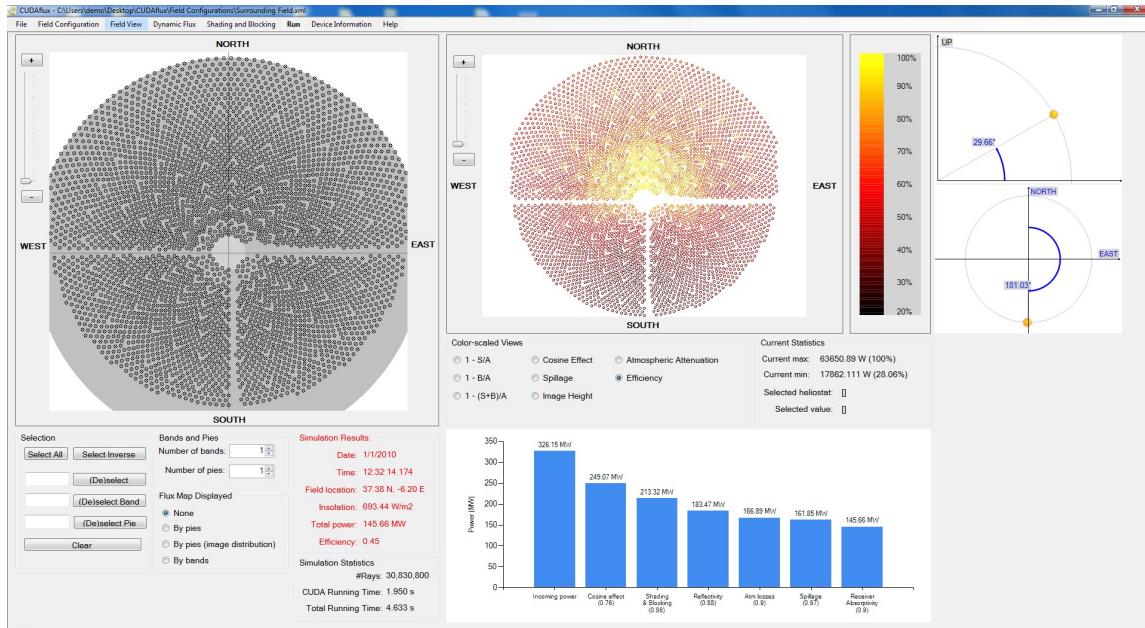 CUDAflux - C:\Users\demo\Desktop\CUDAflux\Field Configurations\Surrounding Field.xml
File Field Configuration Field View Dynamic Flux Shading and Blocking Run Device Information Help
NORTH
+
-
WEST
EAST
SOUTH
NORTH
+
-
WEST
EAST
SOUTH
100%
90%
80%
70%
60%
50%
40%
30%
20%
UP
29.66°
NORTH
EAST
181.03°
Color-scaled Views
1 - S/A Cosine Effect Atmospheric Attenuation
1 - B/A Spillage Efficiency
1 - (S+B)/A Image Height
Current Statistics
Current max: 63650.89 W (100%)
Current min: 17862.111 W (28.06%)
Selected heliostat: []
Selected value: []
Selection
Select All Select Inverse
(De)select
(De)select Band
(De)select Pie
Clear
Bands and Pies
Number of bands: 1
Number of pies: 1
Flux Map Displayed
None
By pies
By pies (image distribution)
By bands
Simulation Results:
Date: 1/1/2010
Time: 12:32:14.174
Field location: 37.38 N, -6.20 E
Insolation: 693.44 W/m2
Total power: 145.66 MW
Efficiency: 0.45
Simulation Statistics
#Rays: 30,830,800
CUDA Running Time: 1.950 s
Total Running Time: 4.633 s
Power [MW]
350
300
250
200
150
100
50
0
326.15 MW
249.07 MW
213.32 MW
183.47 MW
166.89 MW
161.85 MW
145.66 MW
Incoming power
Cosine effect
(0.76)
Shading
& Blocking
(0.86)
Reflectivity
(0.88)
Atm losses
(0.9)
Spillage
(0.97)
Receiver
Absorptivity
(0.9)